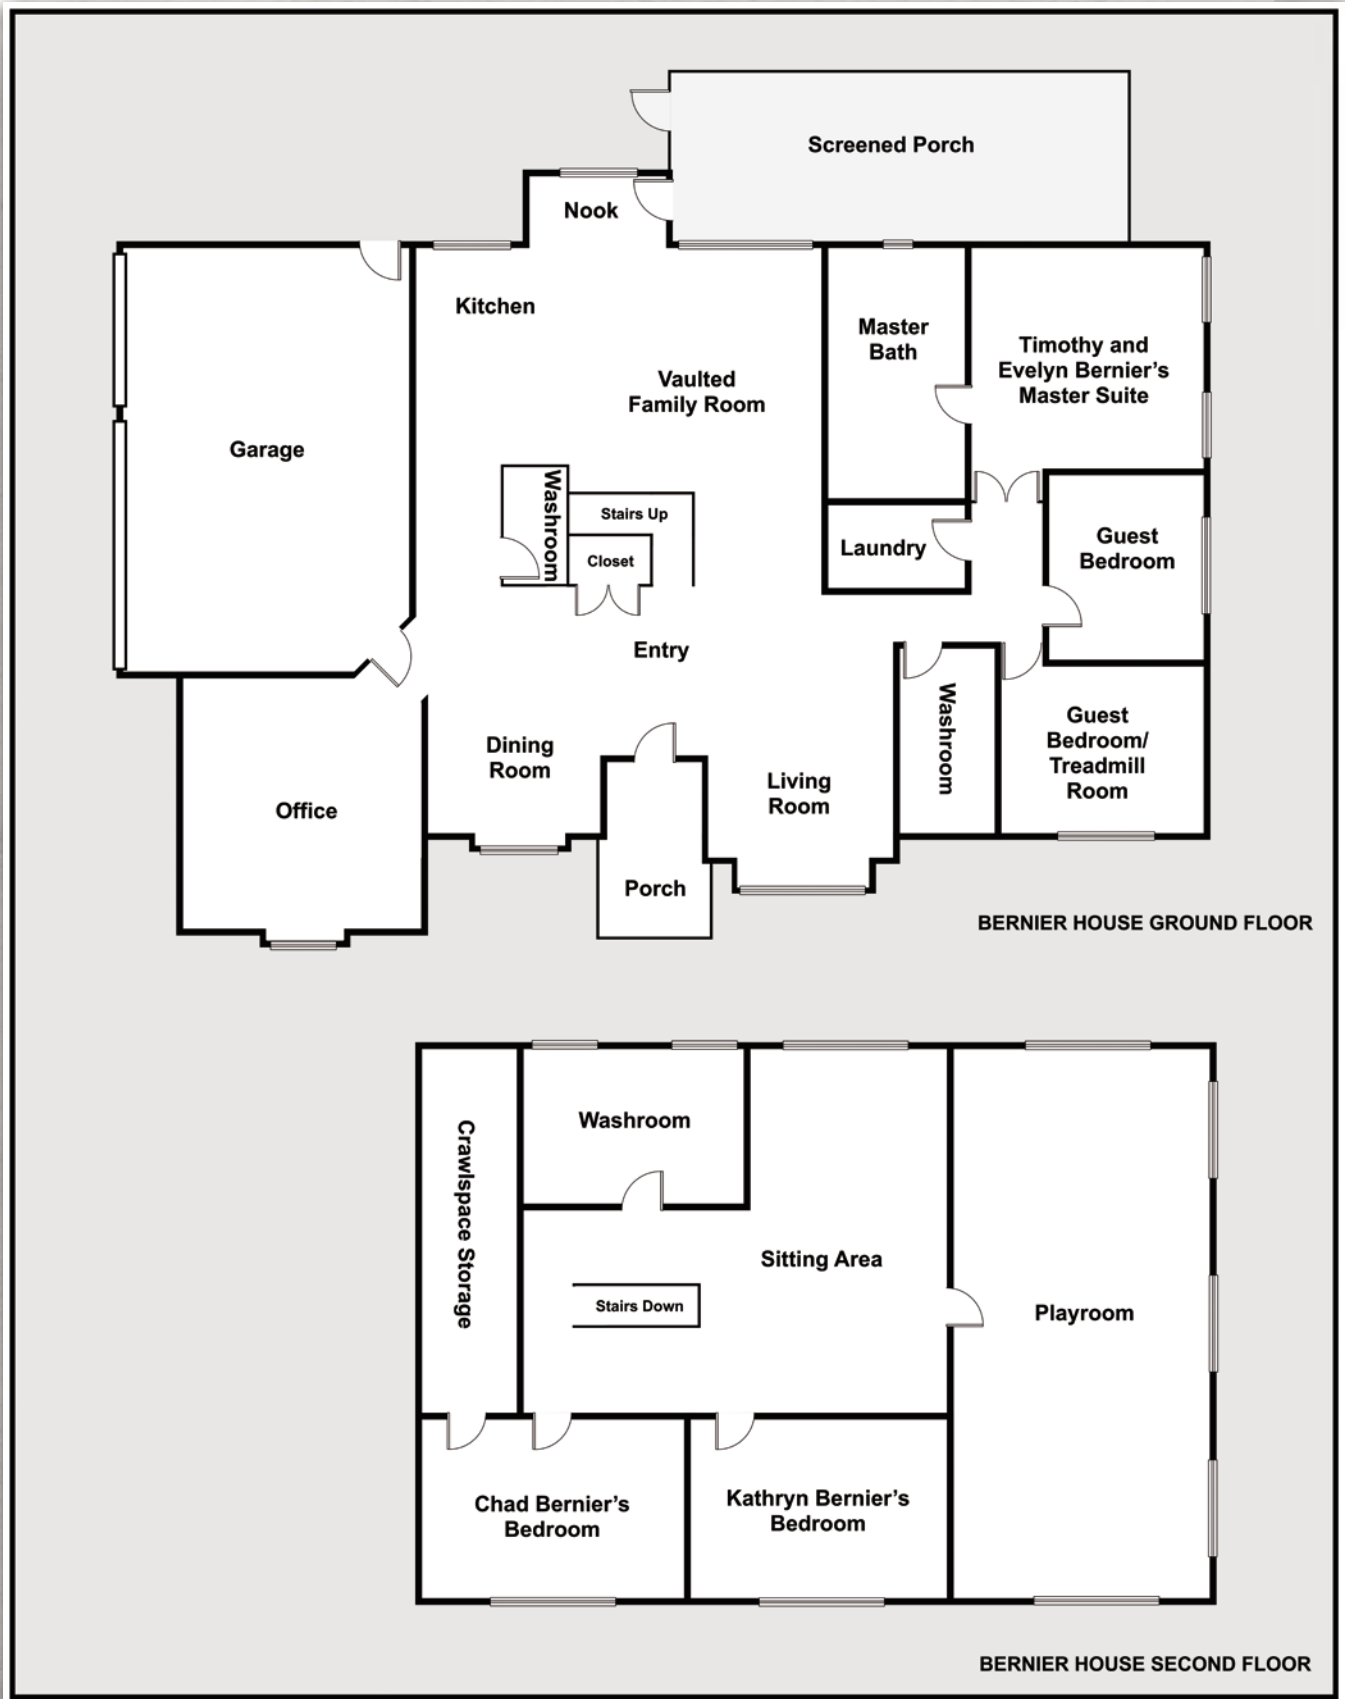 Screened Porch
Nook
Kitchen
Master
Bath
Timothy and
Evelyn Bernier's
Master Suite
Vaulted
Family Room
Garage
Washroom
Stairs Up
Closet
Laundry
Guest
Bedroom
Entry
Washroom
Guest
Bedroom/
Treadmill
Room
Dining
Room
Living
Room
Office
Porch
BERNIER HOUSE GROUND FLOOR
Washroom
Crawlspace Storage
Sitting Area
Stairs Down
Playroom
Chad Bernier's
Bedroom
Kathryn Bernier's
Bedroom
BERNIER HOUSE SECOND FLOOR